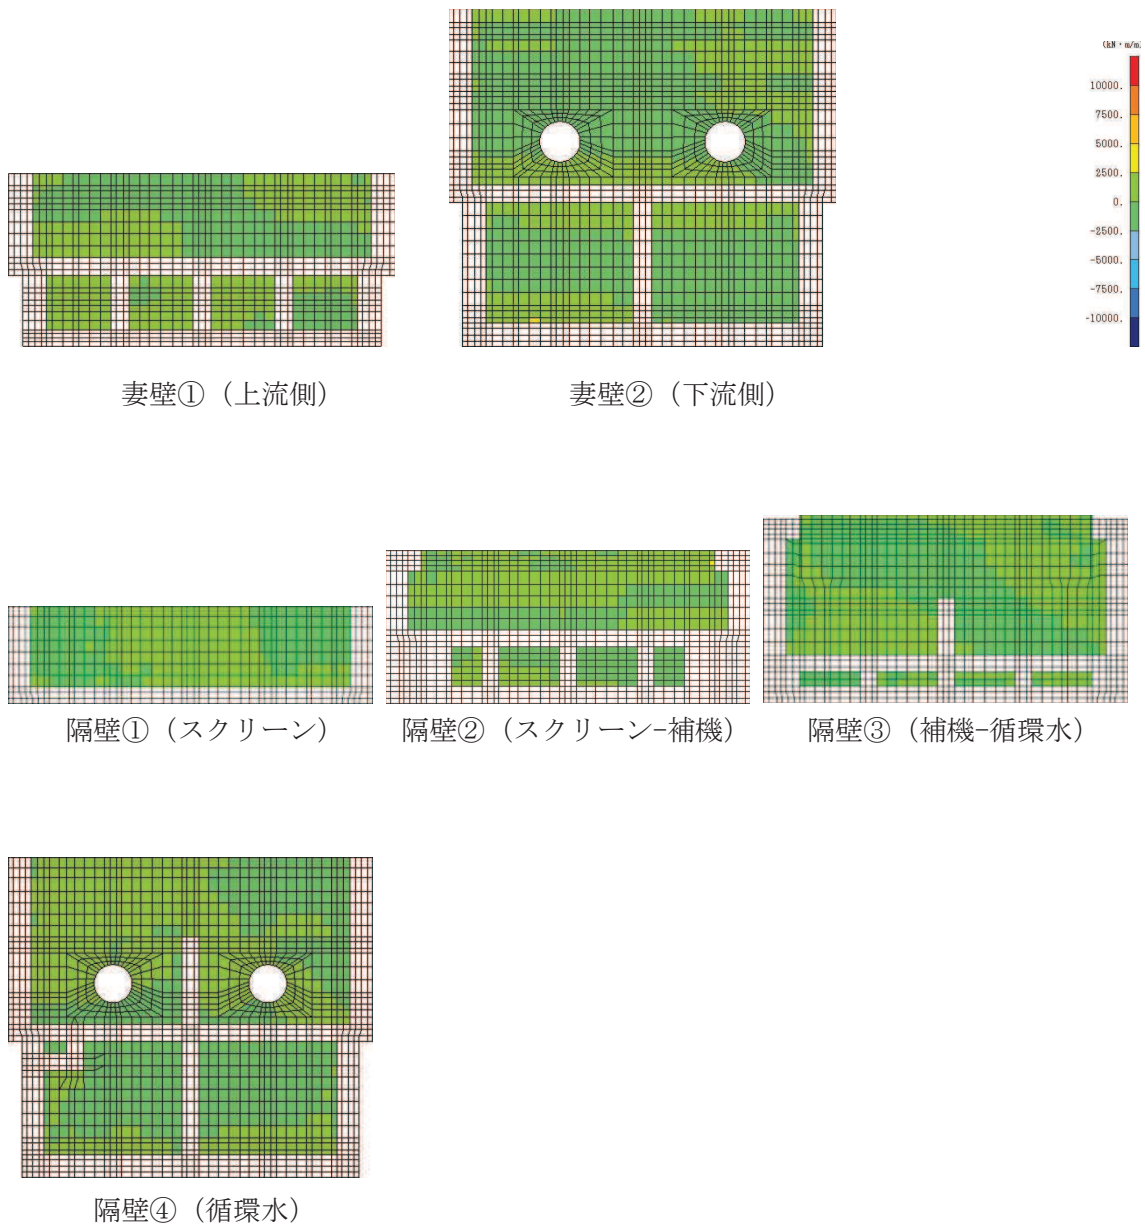 (kN・m/m)
10000.
7500.
5000.
2500.
0.
-2500.
-5000.
-7500.
-10000.
妻壁①（上流側）
妻壁②（下流側）
隔壁①（スクリーン）
隔壁②（スクリーン−補機）
隔壁③（補機−循環水）
隔壁④（循環水）